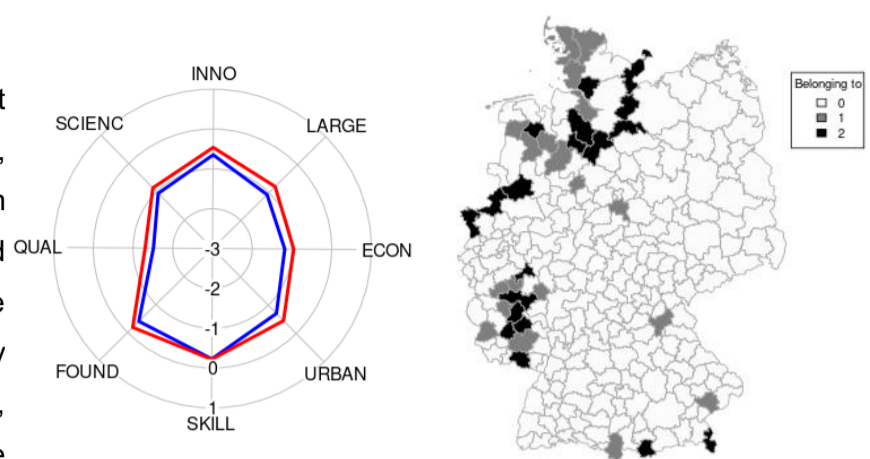 t
,
n
d
e
y
,
e
INNO
SCIENC
LARGE
QUAL
-3
ECON
-2
-1
FOUND
0
URBAN
1
SKILL
Belonging to
0
1
2